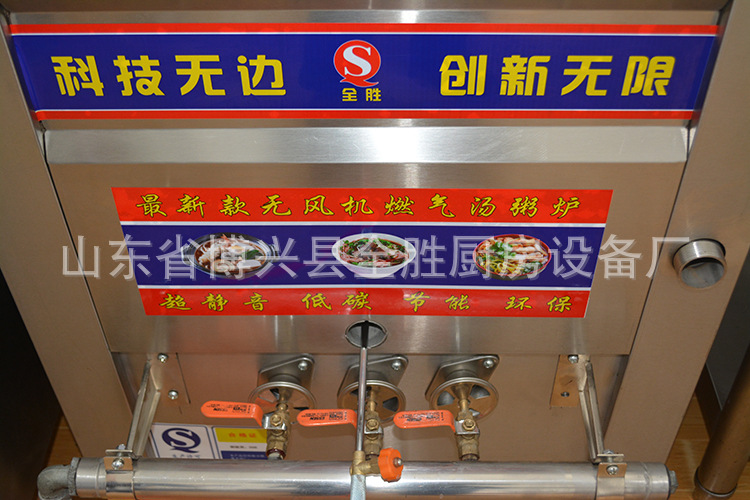 科技无边 S 全胜 创新无限
最新款无风机燃气汤粥炉
山东省博兴县全胜厨房设备厂
超静音 低碳 节能 环保